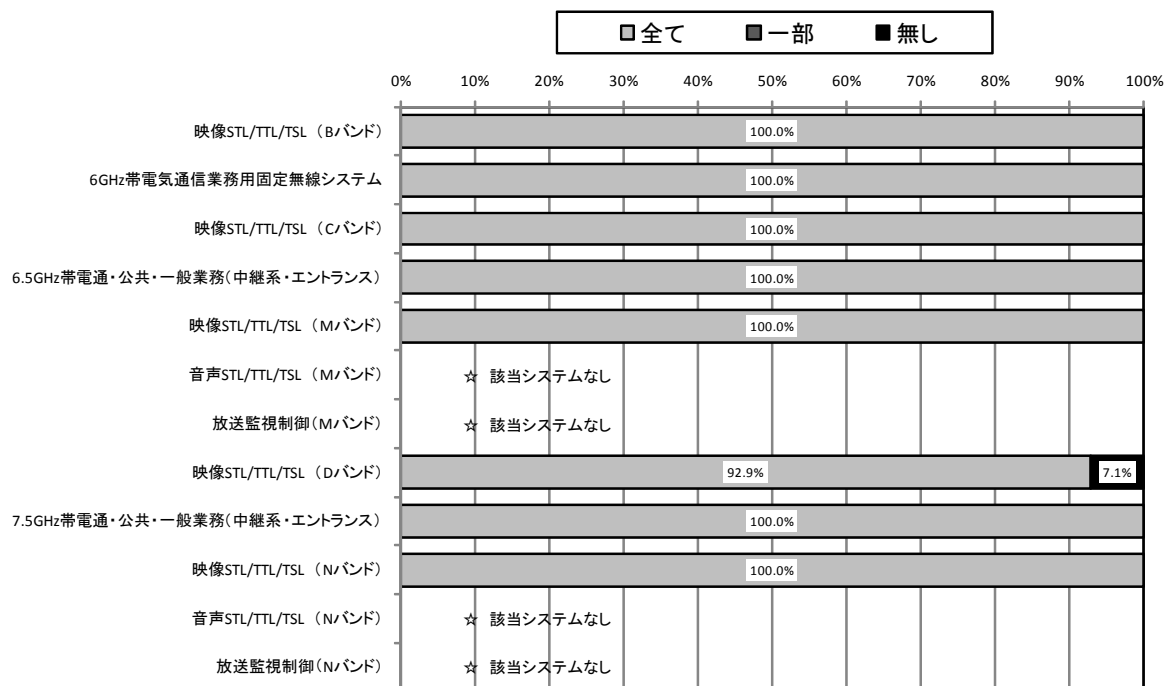 全て 一部 無し
0% 10% 20% 30% 40% 50% 60% 70% 80% 90% 100%
映像STL/TTL/TSL （Bバンド） 100.0%
6GHz帯電気通信業務用固定無線システム 100.0%
映像STL/TTL/TSL （Cバンド） 100.0%
6.5GHz帯電通・公共・一般業務（中継系・エントランス） 100.0%
映像STL/TTL/TSL （Mバンド） 100.0%
音声STL/TTL/TSL （Mバンド） ☆ 該当システムなし
放送監視制御（Mバンド） ☆ 該当システムなし
映像STL/TTL/TSL （Dバンド） 92.9% 7.1%
7.5GHz帯電通・公共・一般業務（中継系・エントランス） 100.0%
映像STL/TTL/TSL （Nバンド） 100.0%
音声STL/TTL/TSL （Nバンド） ☆ 該当システムなし
放送監視制御（Nバンド） ☆ 該当システムなし